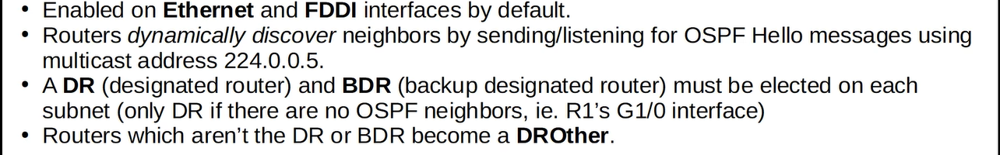 • Enabled on Ethernet and FDDI interfaces by default.
• Routers dynamically discover neighbors by sending/listening for OSPF Hello messages using
multicast address 224.0.0.5.
• A DR (designated router) and BDR (backup designated router) must be elected on each
subnet (only DR if there are no OSPF neighbors, ie. R1’s G1/0 interface)
• Routers which aren’t the DR or BDR become a DROther.